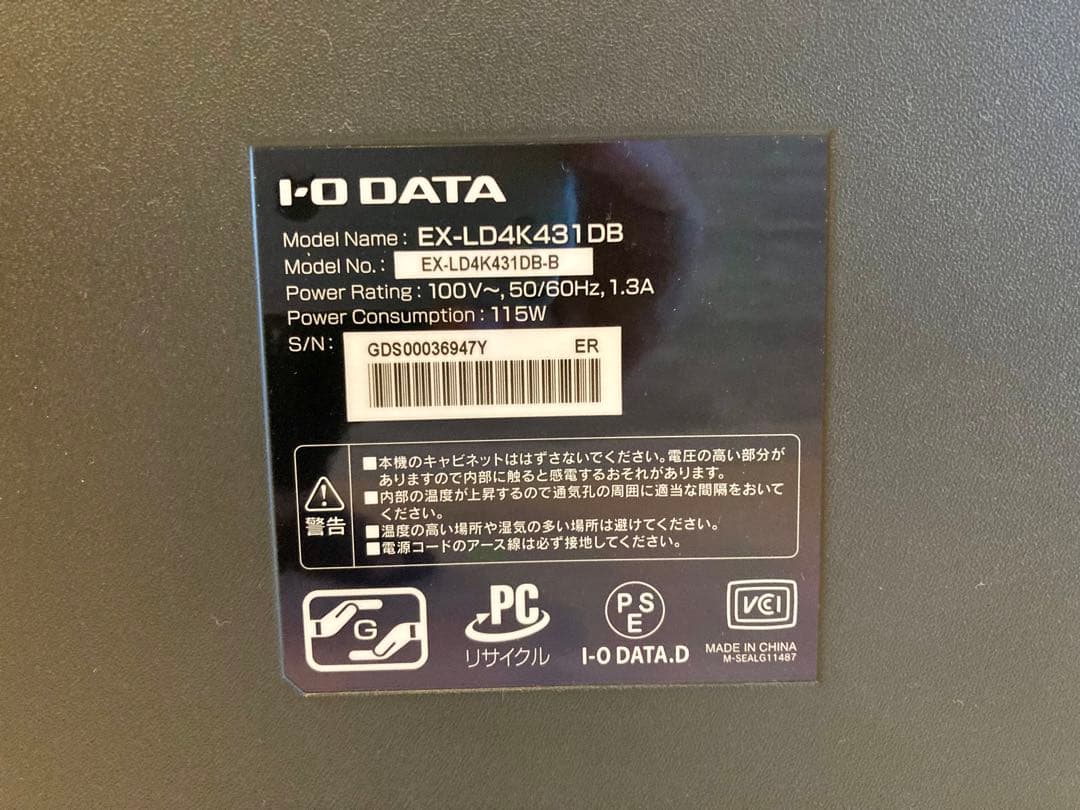 I-O DATA
Model Name: EX-LD4K431DB
Model No.: EX-LD4K431DB-B
Power Rating: 100V～, 50/60Hz, 1.3A
Power Consumption: 115W
S/N: GDS00036947Y ER
警告
■本機のキャビネットははずさないでください。電圧の高い部分が
ありますので内部に触ると感電するおそれがあります。
■内部の温度が上昇するので通気孔の周囲に適当な間隔をおいて
ください。
■温度の高い場所や湿気の多い場所は避けてください。
■電源コードのアース線は必ず接地してください。
G
PC
リサイクル
PSE
I-O DATA.D
VCCI
MADE IN CHINA
M-SEALG11487